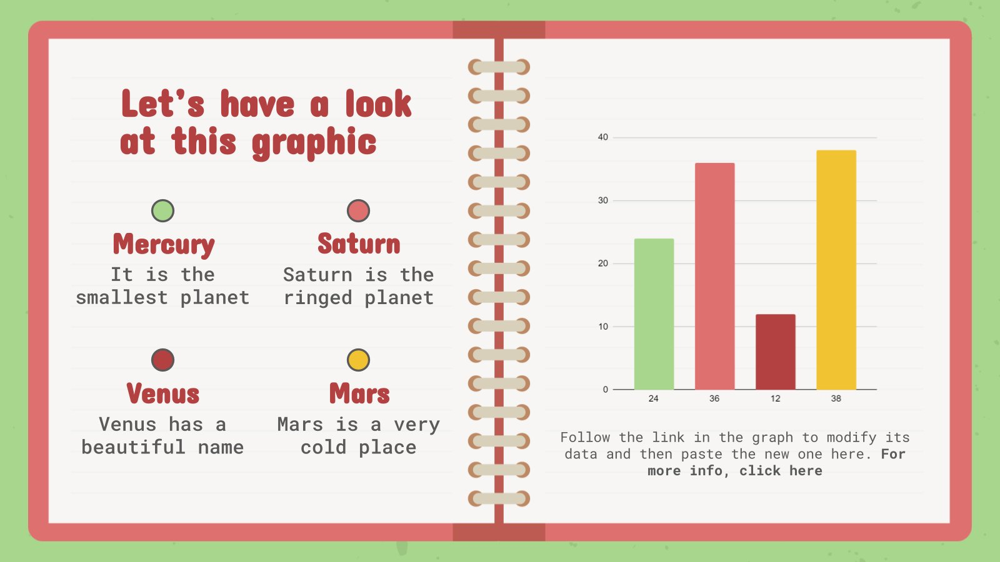 Let's have a look
at this graphic
Mercury
It is the
smallest planet
Saturn
Saturn is the
ringed planet
Venus
Venus has a
beautiful name
Mars
Mars is a very
cold place
40
30
20
10
0
24 36 12 38
Follow the link in the graph to modify its
data and then paste the new one here. For
more info, click here